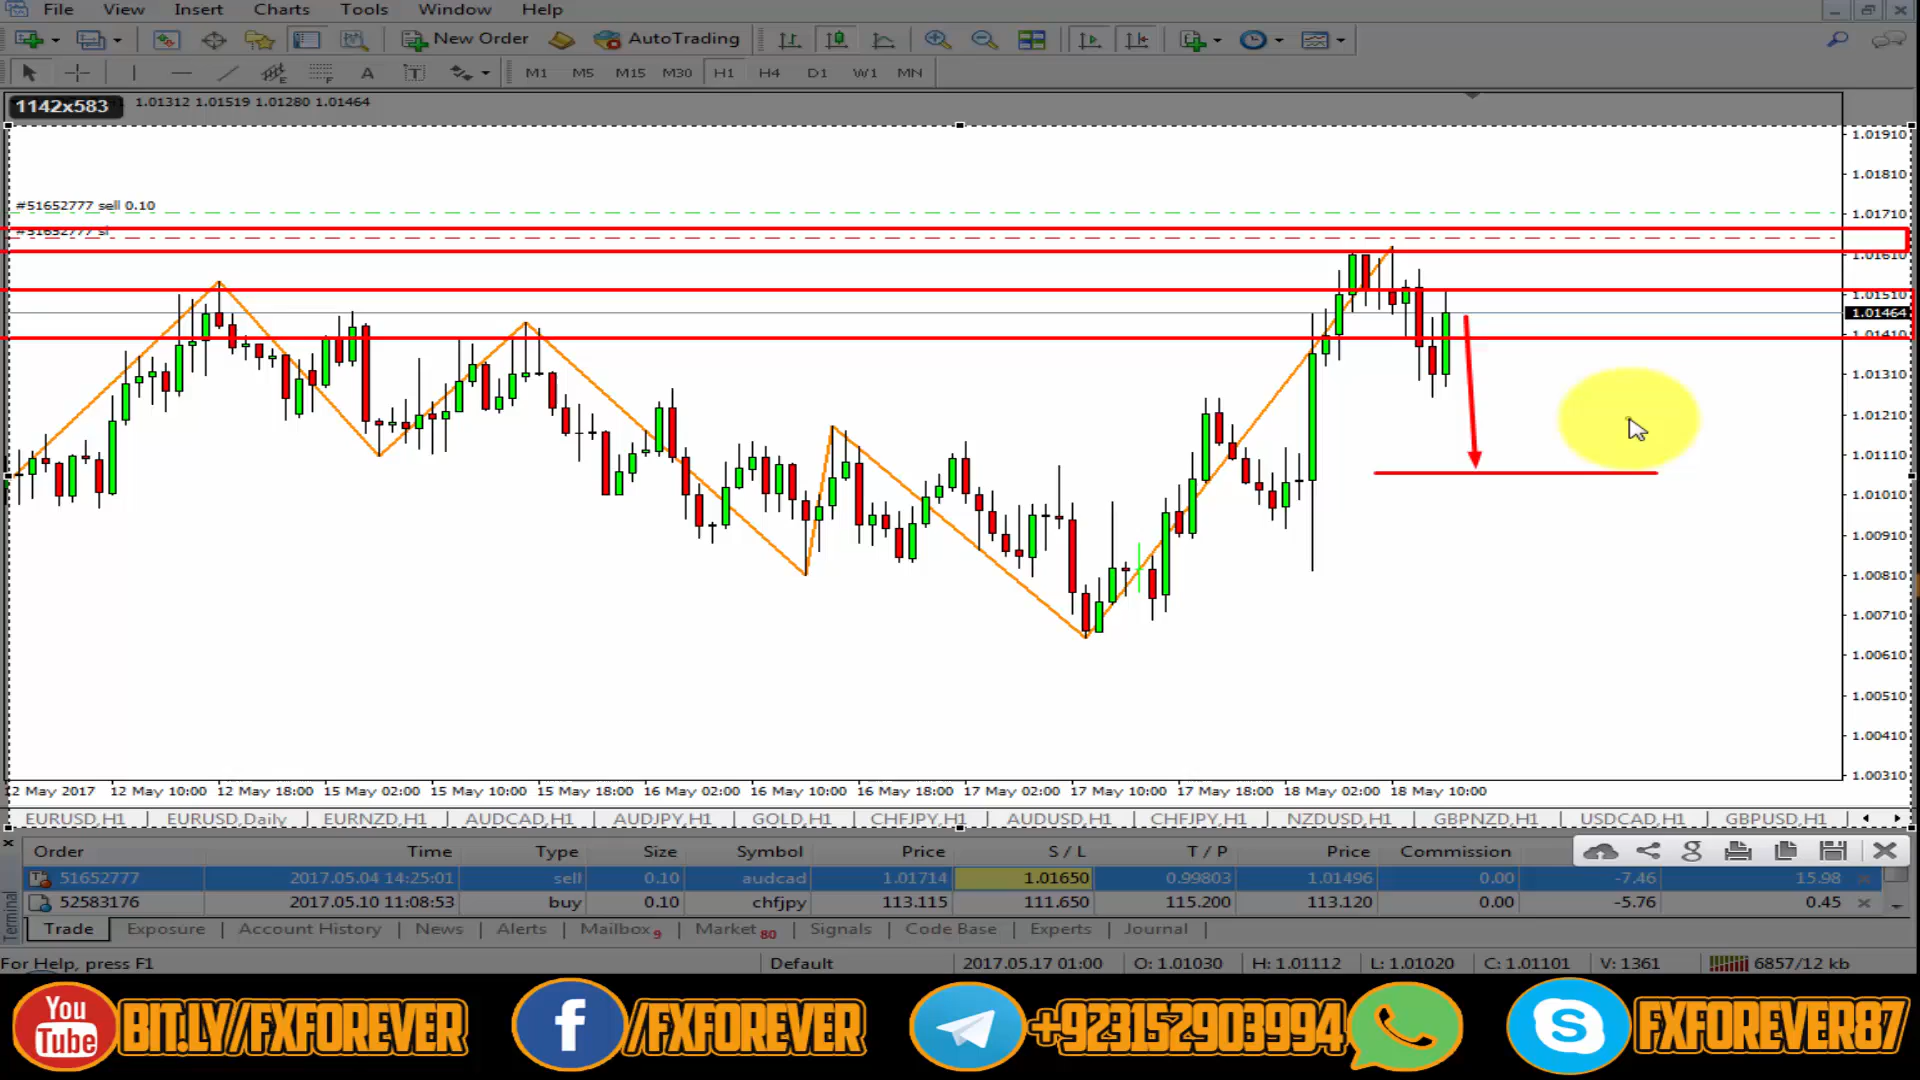 File View Insert Charts Tools Window Help
New Order AutoTrading
A T M1 M5 M15 M30 H1 H4 D1 W1 MN
1142x583 1.01312 1.01519 1.01280 1.01464
1.01910
1.01810
#51652777 sell 0.10
1.01710
#51652777 sl
1.01610
1.01510
1.01464
1.01410
1.01310
1.01210
1.01110
1.01010
1.00910
1.00810
1.00710
1.00610
1.00510
1.00410
1.00310
12 May 2017 12 May 10:00 12 May 18:00 15 May 02:00 15 May 10:00 15 May 18:00 16 May 02:00 16 May 10:00 16 May 18:00 17 May 02:00 17 May 10:00 17 May 18:00 18 May 02:00 18 May 10:00
EURUSD,H1 EURUSD,Daily EURNZD,H1 AUDCAD,H1 AUDJPY,H1 GOLD,H1 CHFJPY,H1 AUDUSD,H1 CHFJPY,H1 NZDUSD,H1 GBPNZD,H1 USDCAD,H1 GBPUSD,H1
Order Time Type Size Symbol Price S / L T / P Price Commission
51652777 2017.05.04 14:25:01 sell 0.10 audcad 1.01714 1.01650 0.99803 1.01496 0.00 -7.46 15.98
52583176 2017.05.10 11:08:53 buy 0.10 chfjpy 113.115 111.650 115.200 113.120 0.00 -5.76 0.45
Terminal
Trade Exposure Account History News Alerts Mailbox 9 Market 80 Signals Code Base Experts Journal
For Help, press F1 Default 2017.05.17 01:00 O: 1.01030 H: 1.01112 L: 1.01020 C: 1.01101 V: 1361 6857/12 kb
You Tube BIT.LY/FXFOREVER f /FXFOREVER +923152903994 S FXFOREVER87